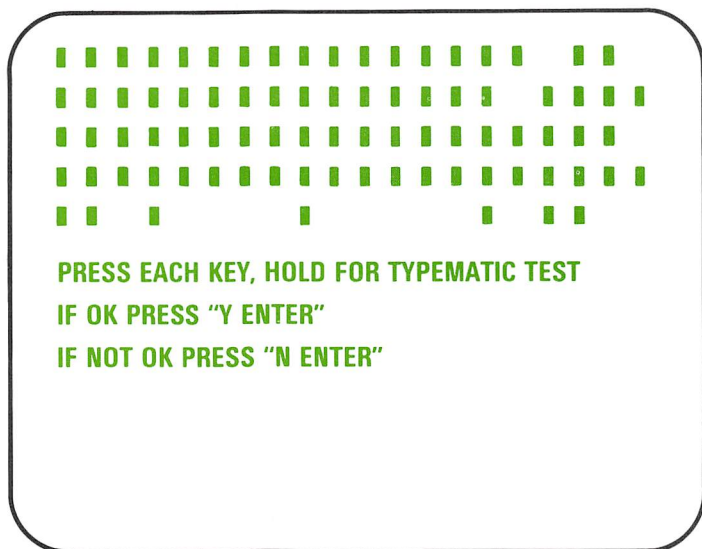 PRESS EACH KEY, HOLD FOR TYPEMATIC TEST
IF OK PRESS “Y ENTER”
IF NOT OK PRESS “N ENTER”